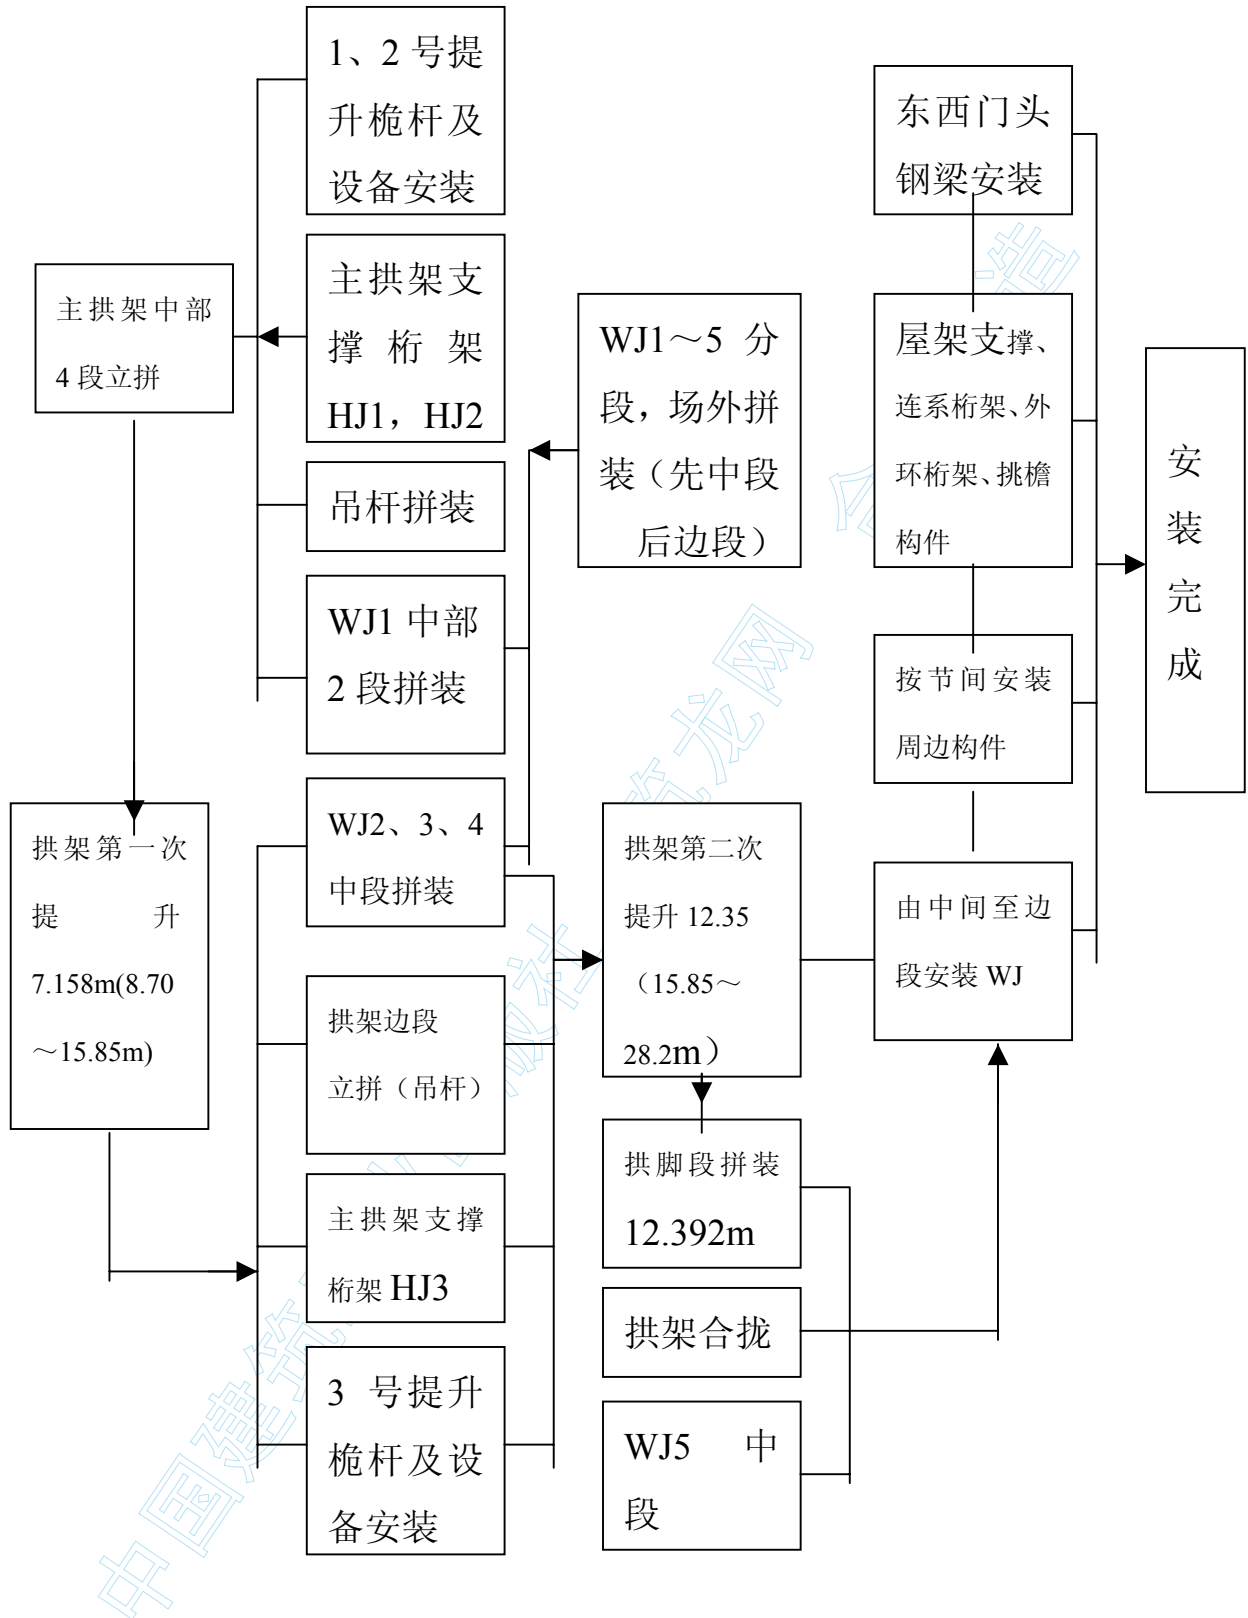 1、2 号提
升桅杆及
设备安装
主拱架中部
4 段立拼
主拱架支
撑桁架
HJ1，HJ2
吊杆拼装
WJ1 中部
2 段拼装
WJ1～5 分
段，场外拼
装（先中段
后边段）
拱架第一次
提升
7.158m(8.70
～15.85m)
WJ2、3、4
中段拼装
拱架边段
立拼（吊杆）
主拱架支撑
桁架 HJ3
3 号提升
桅杆及设
备安装
拱架第二次
提升 12.35
（15.85～
28.2m）
拱脚段拼装
12.392m
拱架合拢
WJ5 中
段
东西门头
钢梁安装
屋架支撑、
连系桁架、外
环桁架、挑檐
构件
按节间安装
周边构件
由中间至边
段安装 WJ
安
装
完
成